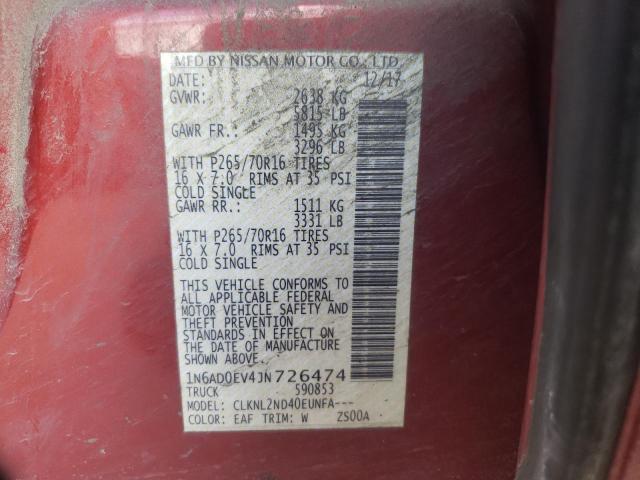 MFD BY NISSAN MOTOR CO., LTD.
DATE: 12/17
GVWR: 2638 KG
5815 LB
GAWR FR.: 1495 KG
3296 LB
WITH P265/70R16 TIRES
16 X 7.0 RIMS AT 35 PSI
COLD SINGLE
GAWR RR.: 1511 KG
3331 LB
WITH P265/70R16 TIRES
16 X 7.0 RIMS AT 35 PSI
COLD SINGLE
THIS VEHICLE CONFORMS TO
ALL APPLICABLE FEDERAL
MOTOR VEHICLE SAFETY AND
THEFT PREVENTION
STANDARDS IN EFFECT ON
THE DATE OF MANUFACTURE
SHOWN ABOVE.
1N6AD0EV4JN726474
TRUCK 590853
MODEL: CLKNL2ND40EUNFA---
COLOR: EAF TRIM: W ZS00A